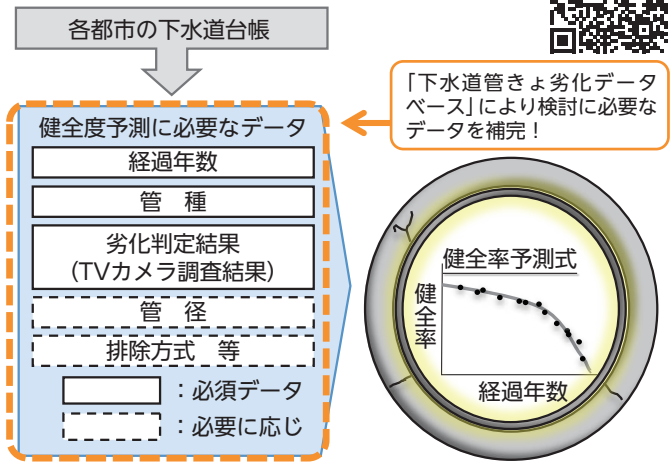 各都市の下水道台帳
「下水道管きょ劣化データ
ベース」により検討に必要な
データを補完！
健全度予測に必要なデータ
経過年数
管　種
劣化判定結果
(TVカメラ調査結果)
管　径
排除方式　等
：必須データ
：必要に応じ
健全率予測式
健全率
経過年数